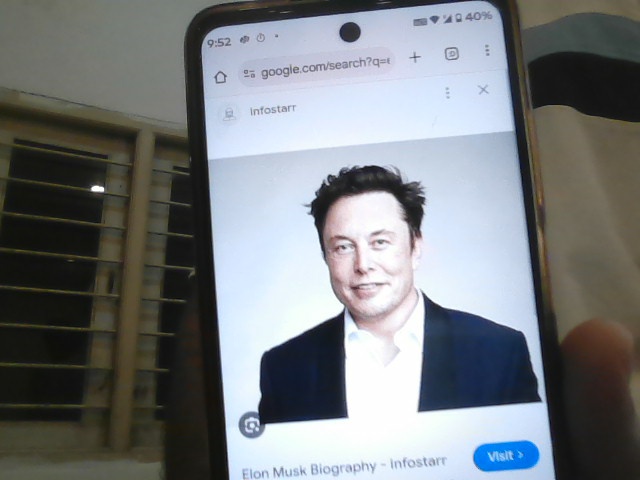 9:52
40%
google.com/search?q=
Infostarr
Elon Musk Biography - Infostarr
Visit